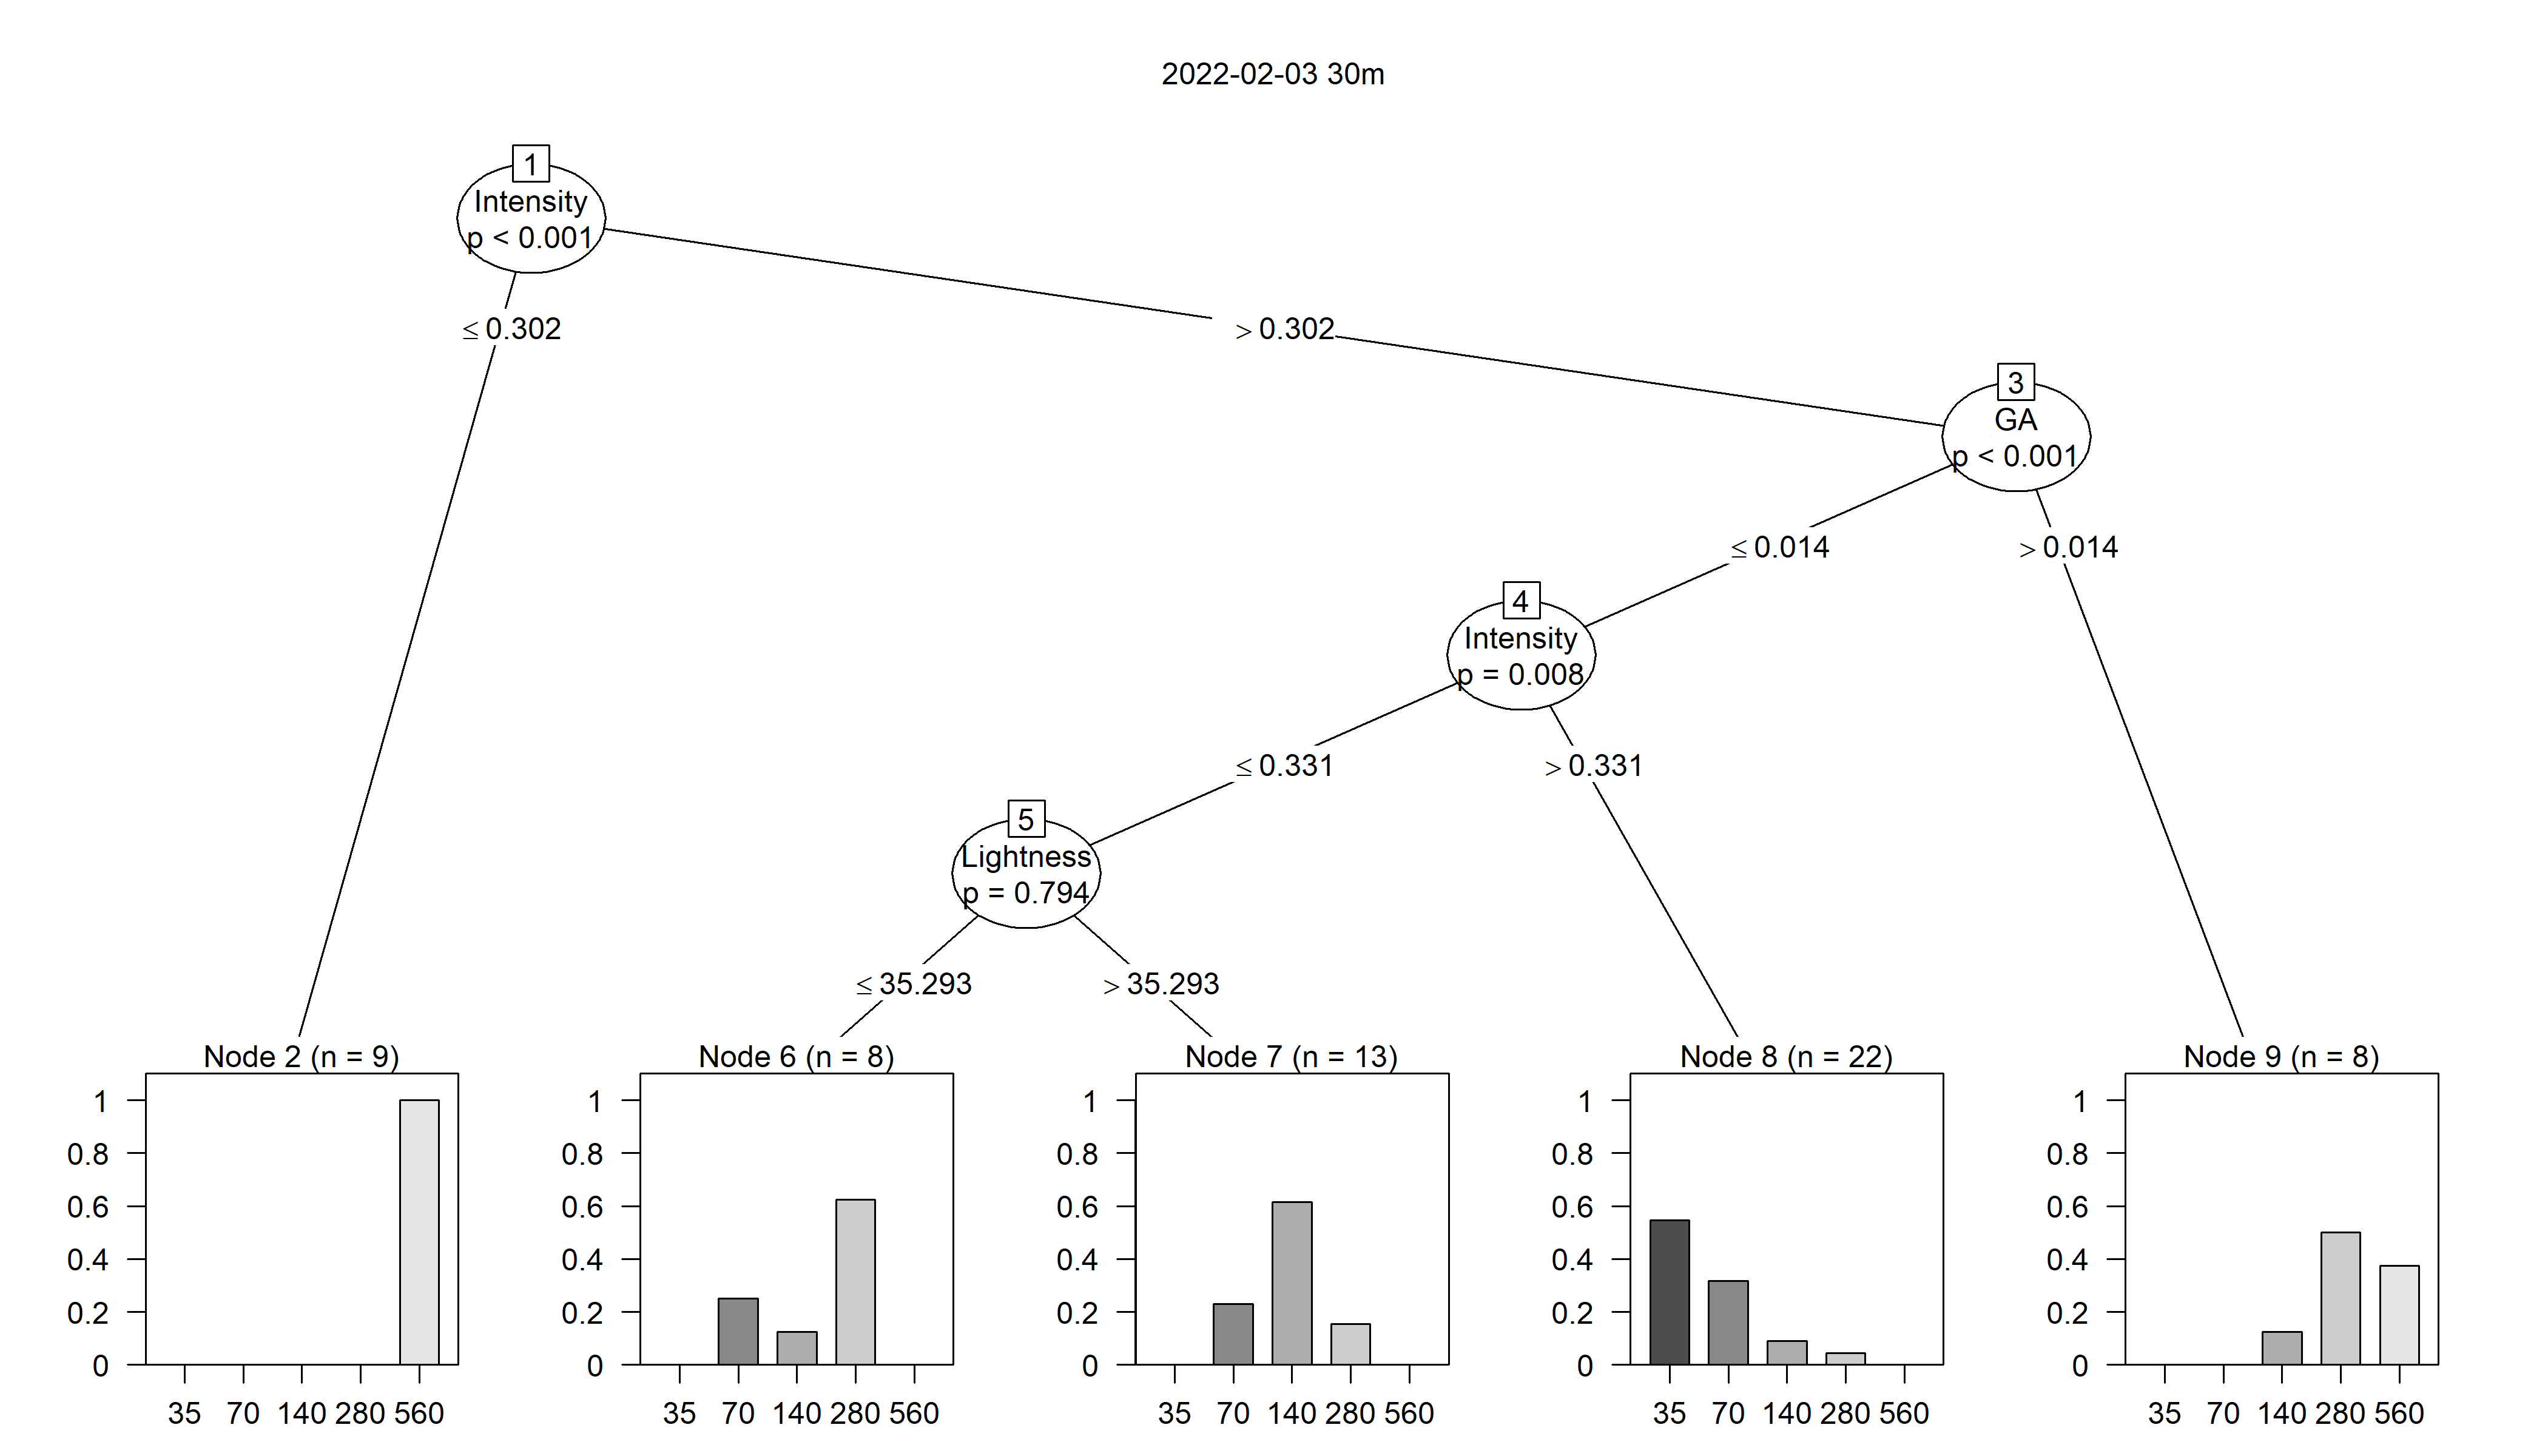 2022-02-03 30m
1
Intensity
p < 0.001
≤ 0.302
> 0.302
3
GA
p < 0.001
≤ 0.014
> 0.014
4
Intensity
p = 0.008
≤ 0.331
> 0.331
5
Lightness
p = 0.794
≤ 35.293
> 35.293
Node 2 (n = 9)
1
0.8
0.6
0.4
0.2
0
35 70 140 280 560
Node 6 (n = 8)
1
0.8
0.6
0.4
0.2
0
35 70 140 280 560
Node 7 (n = 13)
1
0.8
0.6
0.4
0.2
0
35 70 140 280 560
Node 8 (n = 22)
1
0.8
0.6
0.4
0.2
0
35 70 140 280 560
Node 9 (n = 8)
1
0.8
0.6
0.4
0.2
0
35 70 140 280 560